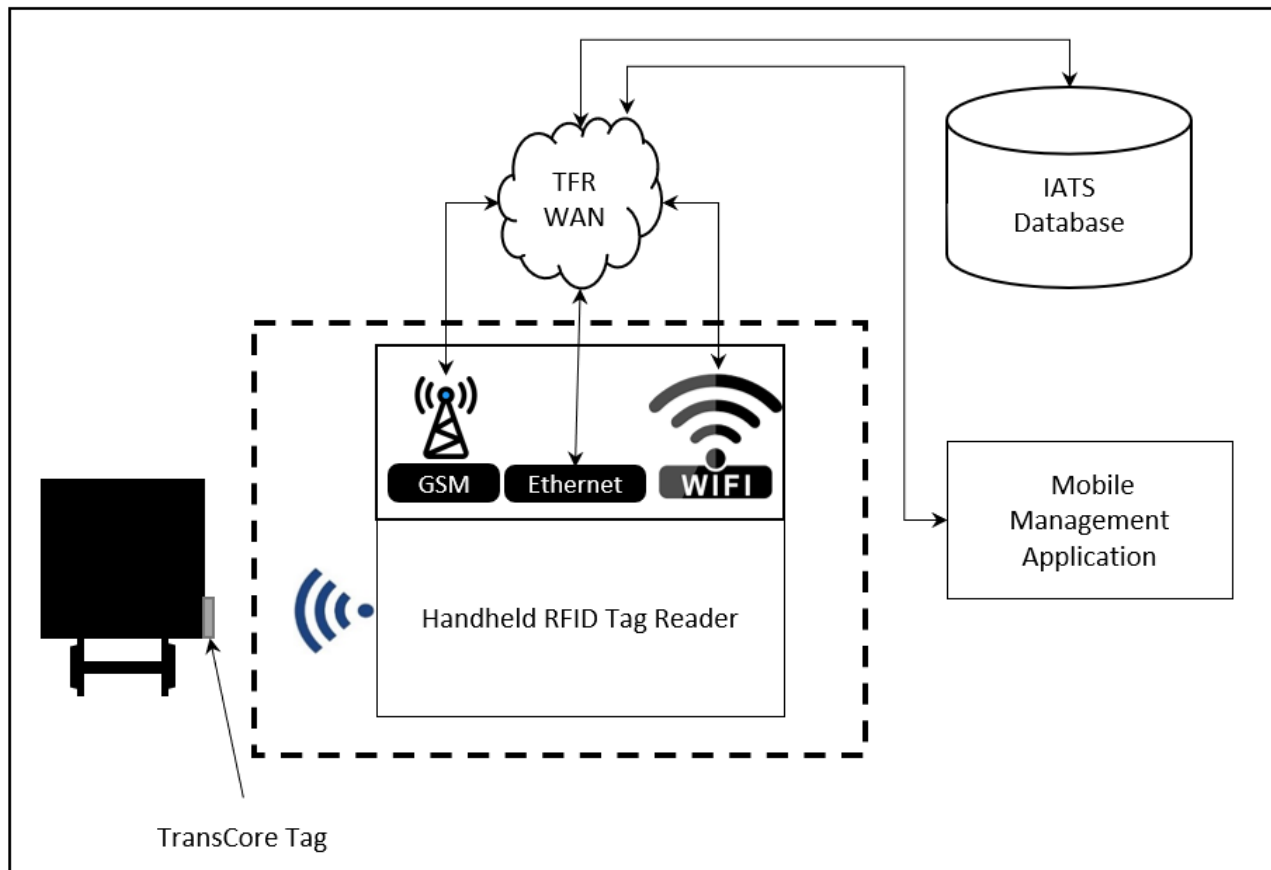 TFR
WAN
IATS
Database
GSM
Ethernet
WIFI
Mobile
Management
Application
Handheld RFID Tag Reader
TransCore Tag